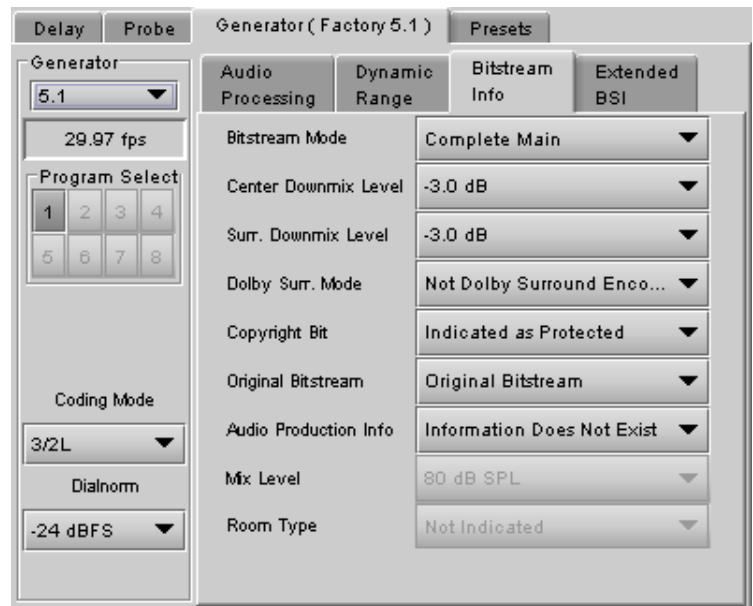 Delay Probe Generator ( Factory 5.1 ) Presets
Generator
5.1
29.97 fps
Program Select
1 2 3 4
5 6 7 8
Coding Mode
3/2L
Dialnorm
-24 dBFS
Audio Processing
Dynamic Range
Bitstream Info
Extended BSI
Bitstream Mode Complete Main
Center Downmix Level -3.0 dB
Surr. Downmix Level -3.0 dB
Dolby Surr. Mode Not Dolby Surround Enco...
Copyright Bit Indicated as Protected
Original Bitstream Original Bitstream
Audio Production Info Information Does Not Exist
Mix Level 80 dB SPL
Room Type Not Indicated